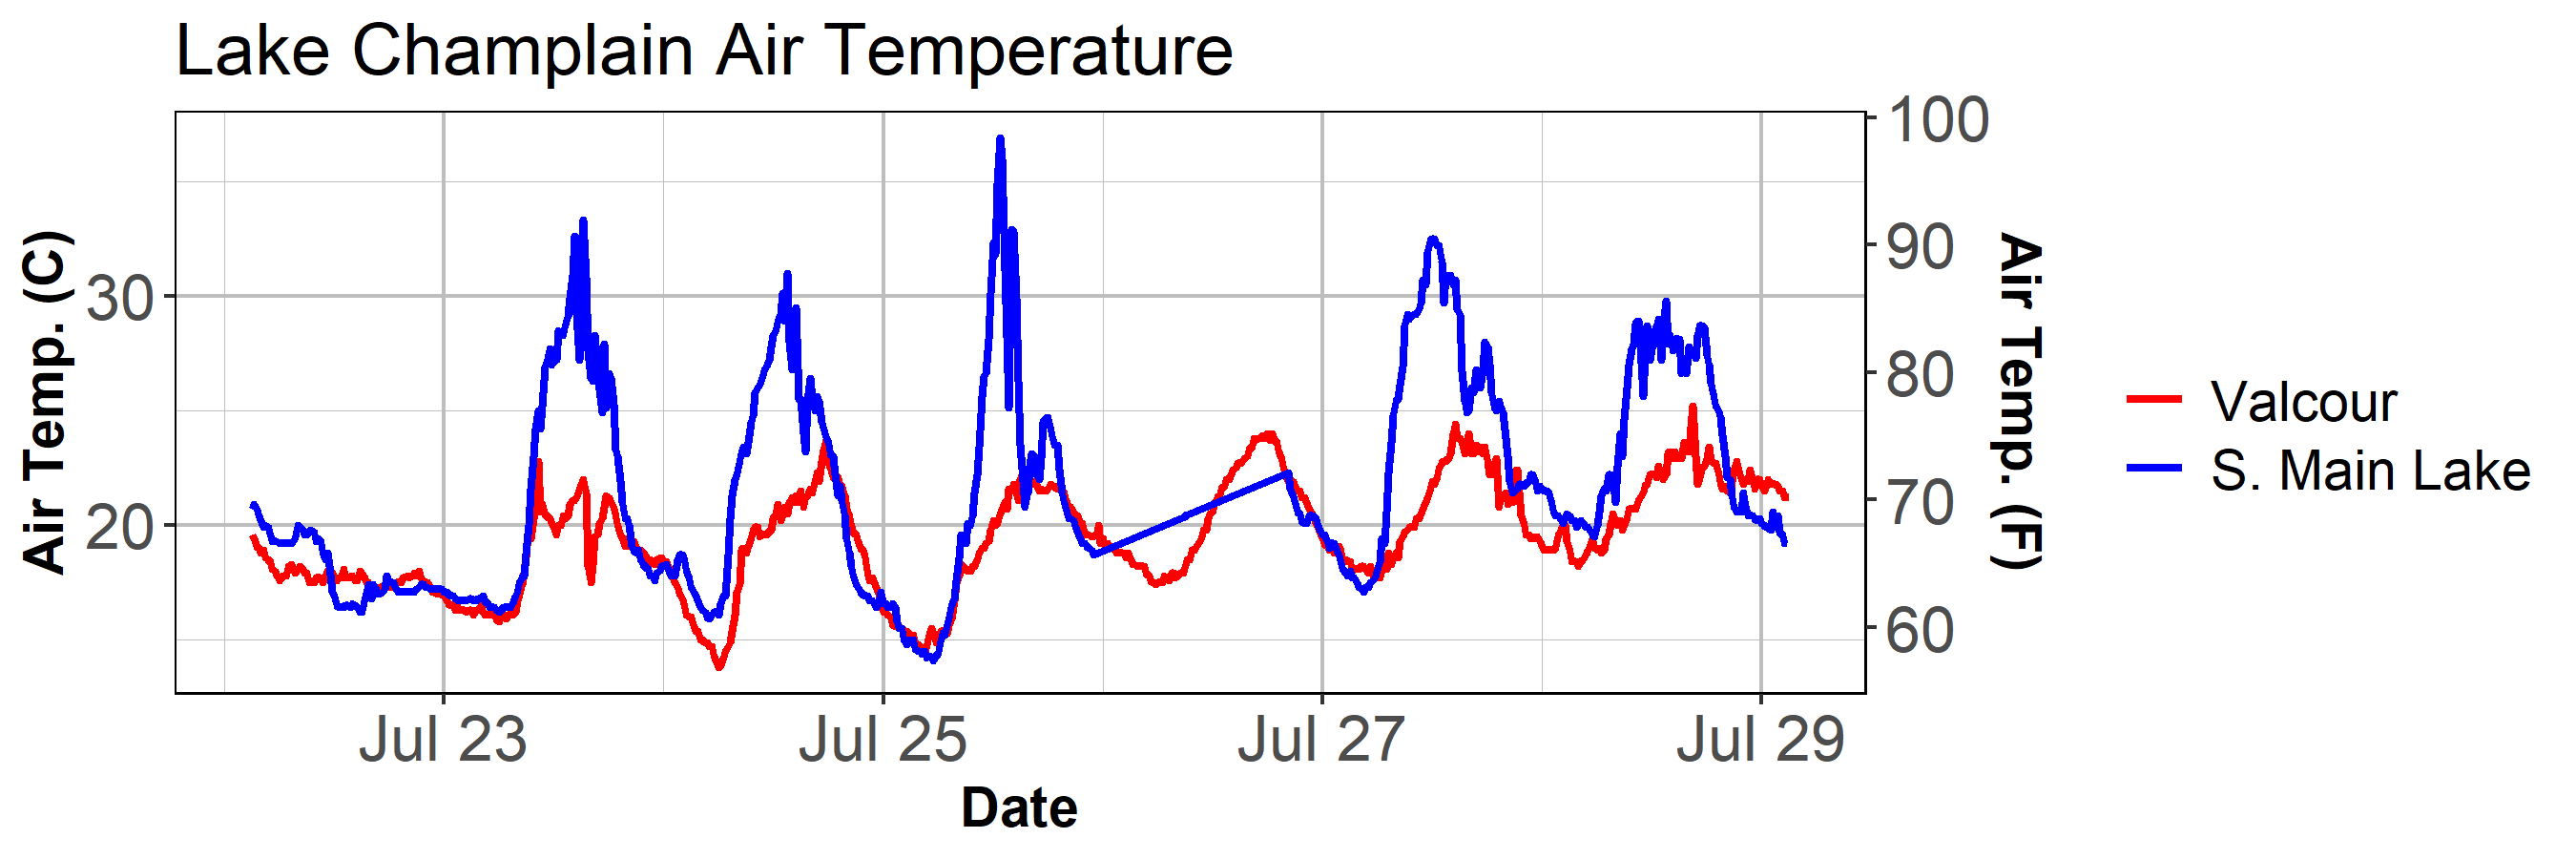 Lake Champlain Air Temperature
Air Temp. (C)
30
20
100
90
80
70
60
Air Temp. (F)
Valcour
S. Main Lake
Jul 23
Jul 25
Jul 27
Jul 29
Date